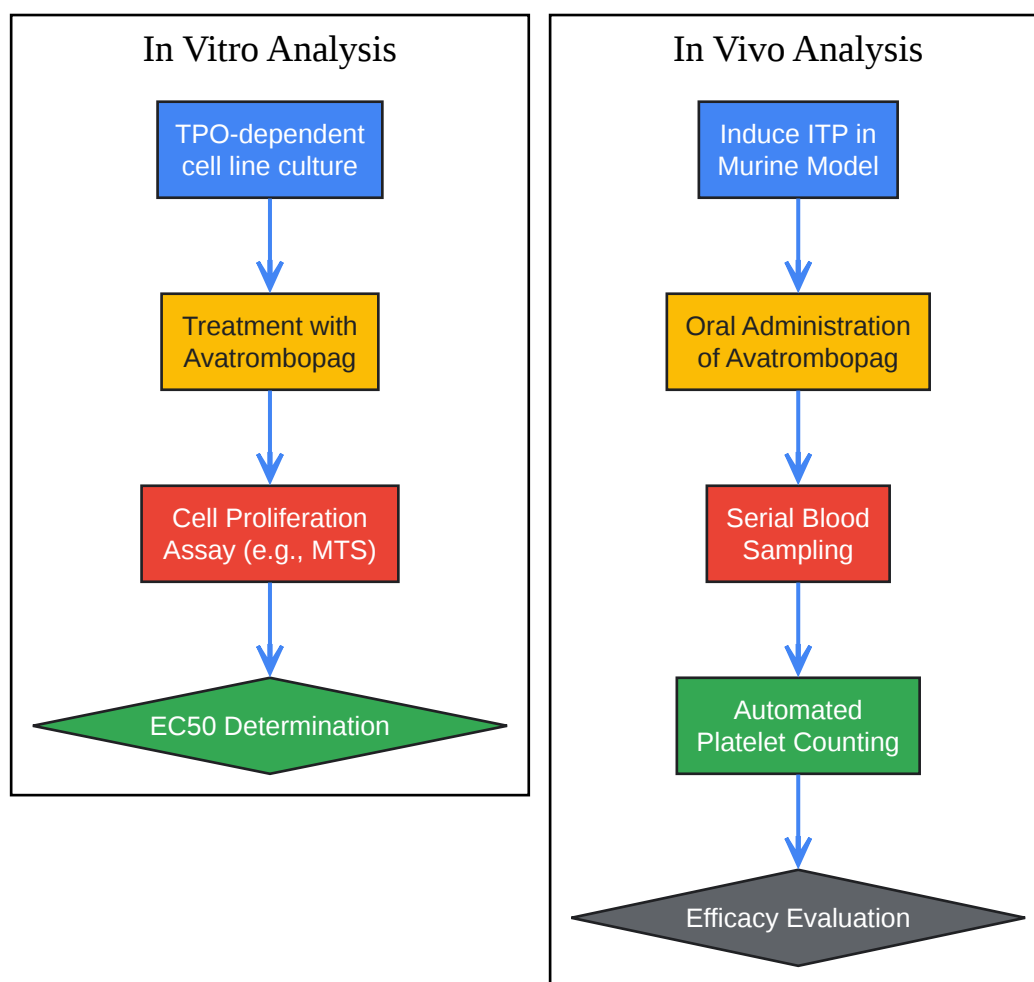 In Vitro Analysis
TPO-dependent
cell line culture
Treatment with
Avatrombopag
Cell Proliferation
Assay (e.g., MTS)
EC50 Determination
In Vivo Analysis
Induce ITP in
Murine Model
Oral Administration
of Avatrombopag
Serial Blood
Sampling
Automated
Platelet Counting
Efficacy Evaluation